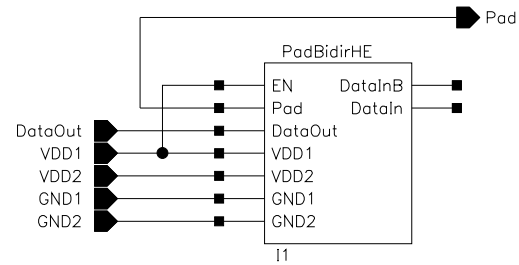 Pad
PadBidirHE
EN DataInB
Pad DataIn
DataOut DataOut
VDD1 VDD1
VDD2 VDD2
GND1 GND1
GND2 GND2
I1